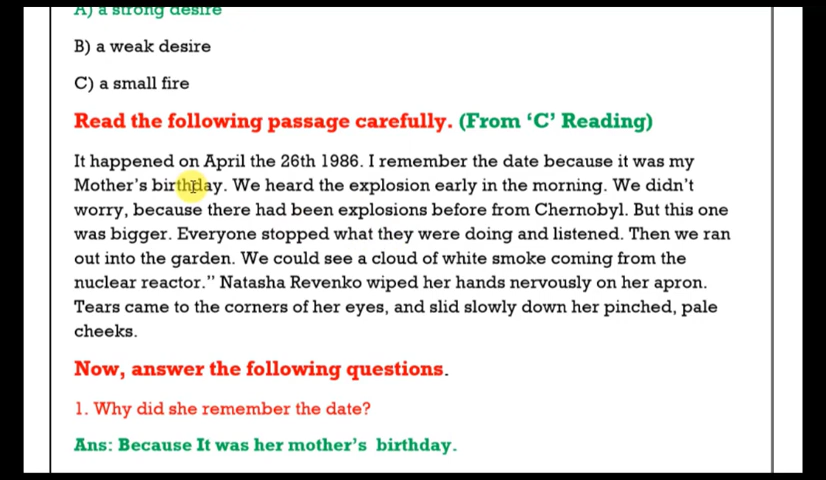 A) a strong desire
B) a weak desire
C) a small fire
Read the following passage carefully. (From ‘C’ Reading)
It happened on April the 26th 1986. I remember the date because it was my
Mother’s birthday. We heard the explosion early in the morning. We didn’t
worry, because there had been explosions before from Chernobyl. But this one
was bigger. Everyone stopped what they were doing and listened. Then we ran
out into the garden. We could see a cloud of white smoke coming from the
nuclear reactor.” Natasha Revenko wiped her hands nervously on her apron.
Tears came to the corners of her eyes, and slid slowly down her pinched, pale
cheeks.
Now, answer the following questions.
1. Why did she remember the date?
Ans: Because It was her mother’s birthday.